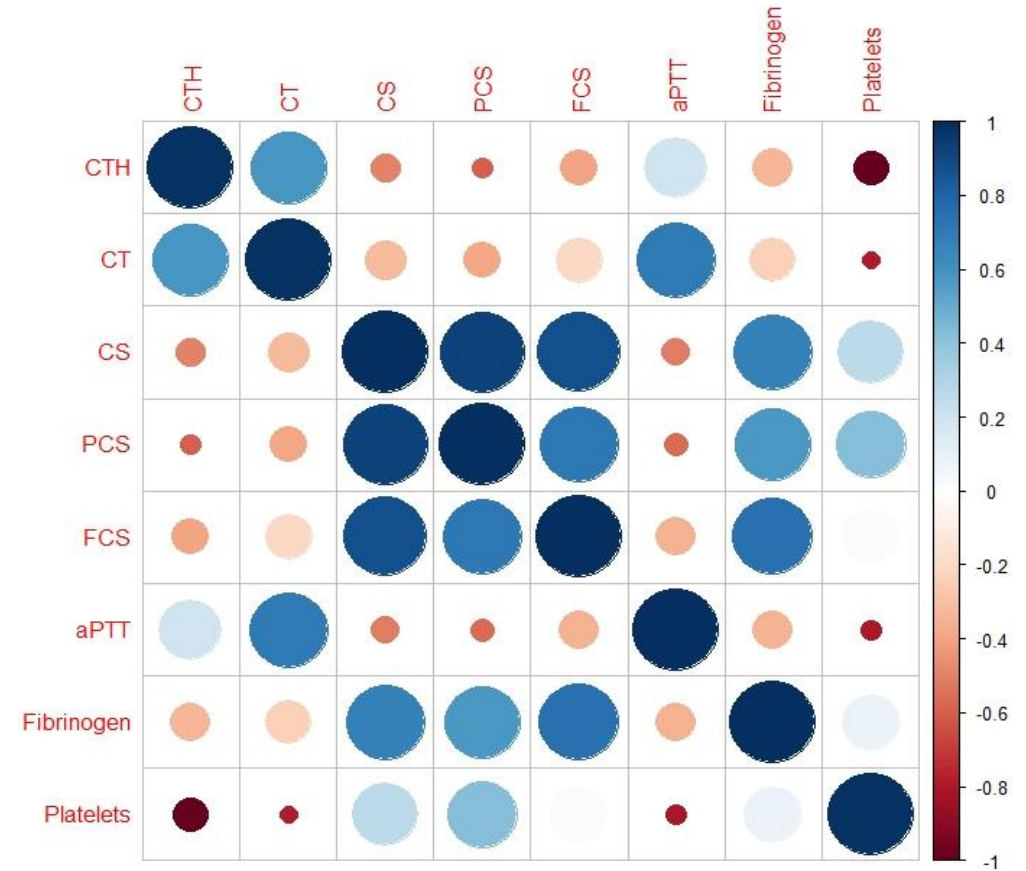 CTH CT CS PCS FCS aPTT Fibrinogen Platelets
CTH
CT
CS
PCS
FCS
aPTT
Fibrinogen
Platelets
1
0.8
0.6
0.4
0.2
0
-0.2
-0.4
-0.6
-0.8
-1